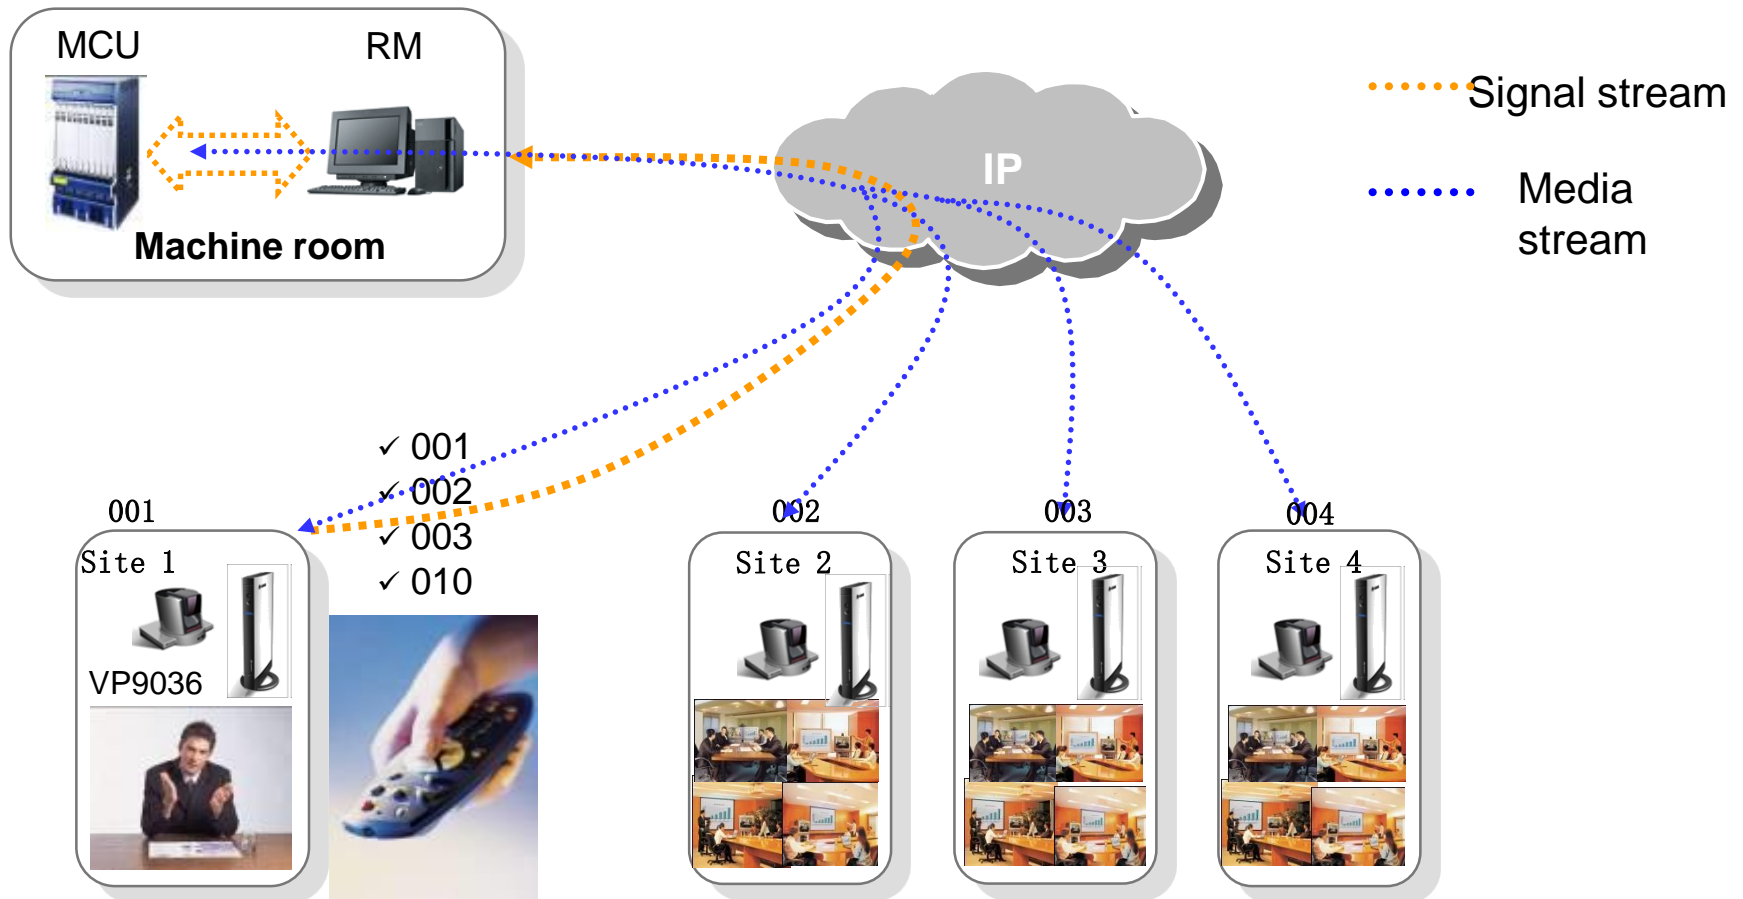 MCU
RM
Machine room
IP
Signal stream
Media
stream
✓ 001
✓ 002
✓ 003
✓ 010
001
Site 1
VP9036
002
Site 2
003
Site 3
004
Site 4